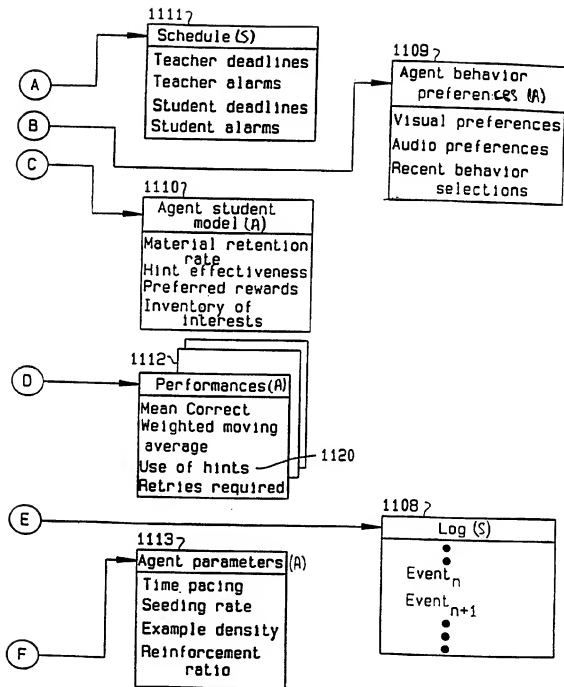 1111
Schedule (S)
Teacher deadlines
Teacher alarms
Student deadlines
Student alarms
A
B
C
1109
Agent behavior
preferences (A)
Visual preferences
Audio preferences
Recent behavior
selections
1110
Agent student
model (A)
Material retention
rate
Hint effectiveness
Preferred rewards
Inventory of
interests
D
1112
Performances (A)
Mean Correct
Weighted moving
average
Use of hints
1120
Retries required
E
1108
Log (S)
Event n
Event n+1
1113
Agent parameters (A)
Time pacing
Seeding rate
Example density
Reinforcement
ratio
F